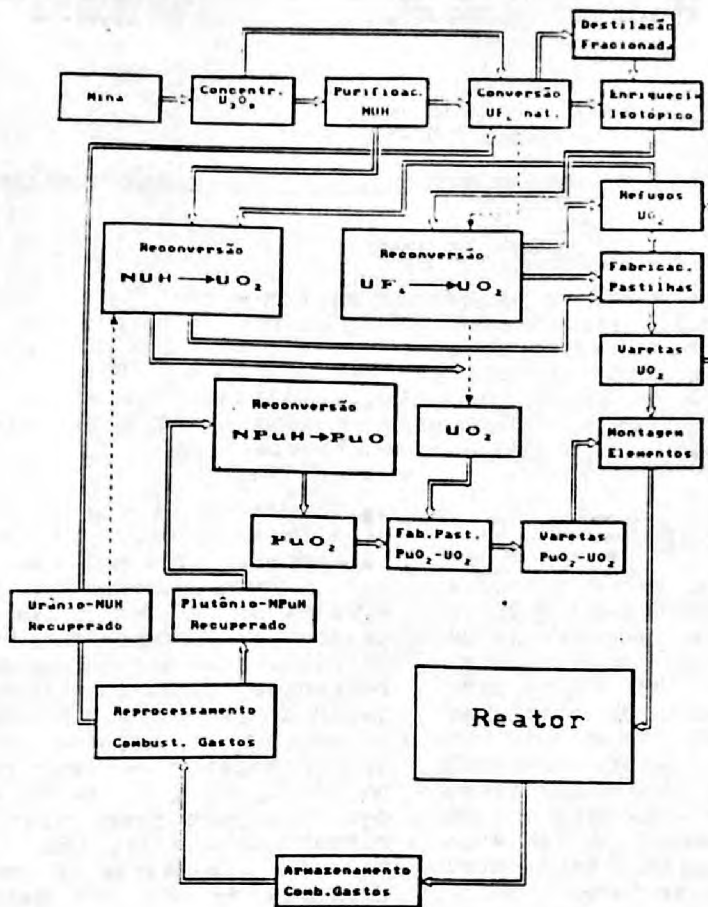 Destilação
Fracionada
Mina
Concentr.
U₃O₈
Purificac.
NUH
Conversão
UF₆ nat.
Enriqueci-
Isotópico
Refugos
UO₂
Reconversão
NUH → UO₂
Reconversão
UF₆ → UO₂
Fabricac.
Pastilhas
Varetas
UO₂
Reconversão
NPuH → PuO
UO₂
Montagem
Elementos
PuO₂
Fab.Past.
PuO₂-UO₂
Varetas
PuO₂-UO₂
Urânio-NUH
Recuperado
Plutônio-NPuH
Recuperado
Reprocessamento
Combust. Gastos
Reator
Armazenamento
Comb.Gastos